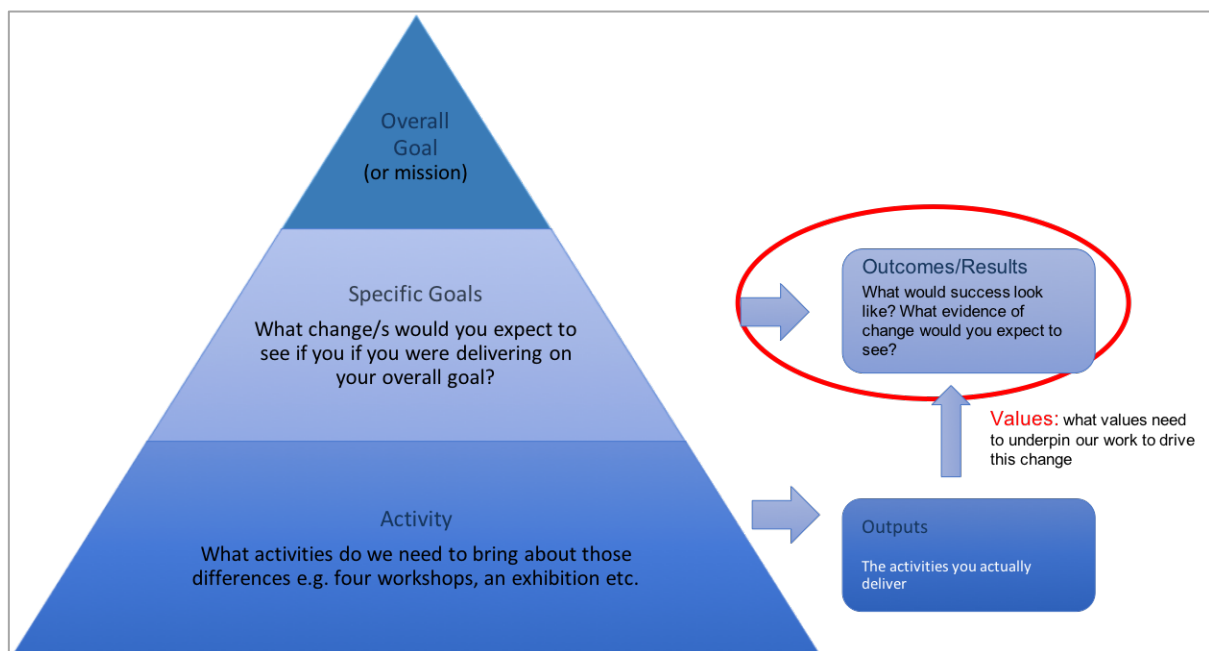 Overall
Goal
(or mission)
Specific Goals
What change/s would you expect to
see if you if you were delivering on
your overall goal?
Outcomes/Results
What would success look
like? What evidence of
change would you expect to
see?
Values: what values need
to underpin our work to drive
this change
Activity
What activities do we need to bring about those
differences e.g. four workshops, an exhibition etc.
Outputs
The activities you actually
deliver